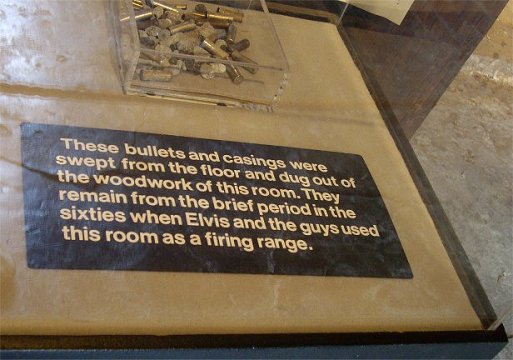 These bullets and casings were
swept from the floor and dug out of
the woodwork of this room. They
remain from the brief period in the
sixties when Elvis and the guys used
this room as a firing range.